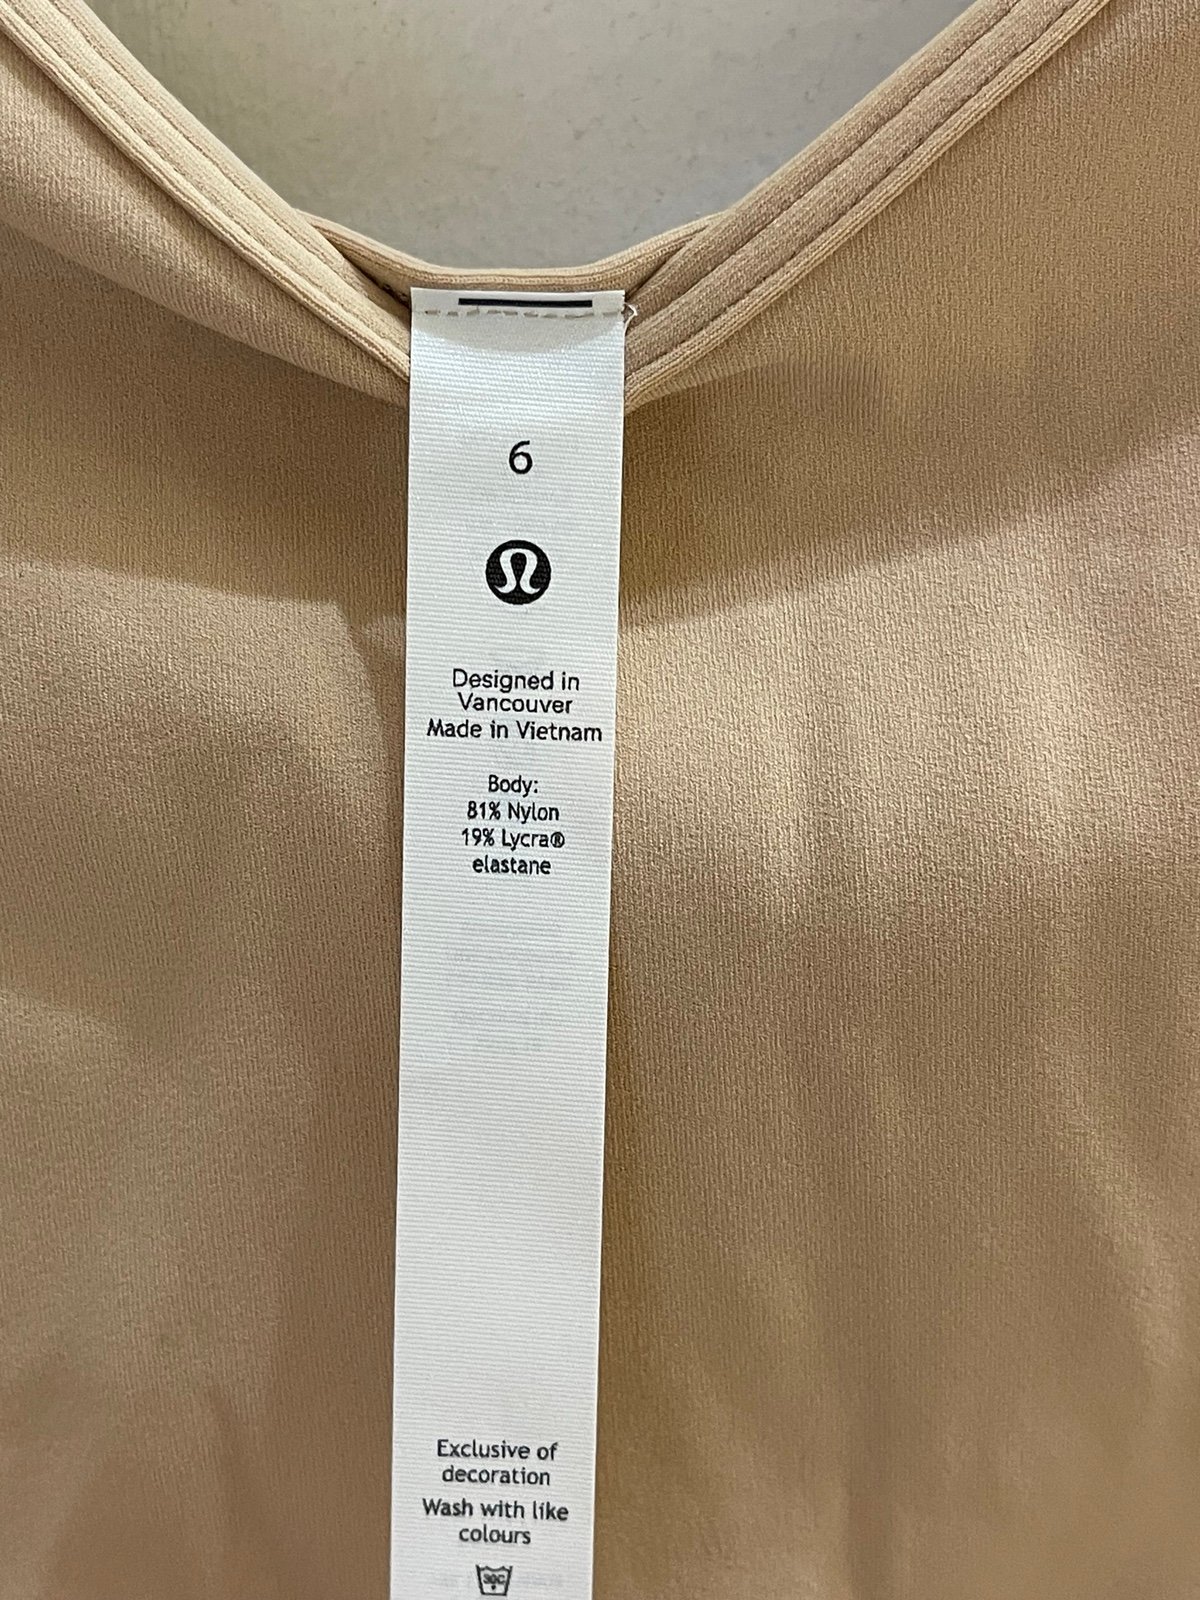 6
Designed in
Vancouver
Made in Vietnam
Body:
81% Nylon
19% Lycra®
elastane
Exclusive of
decoration
Wash with like
colours
30C